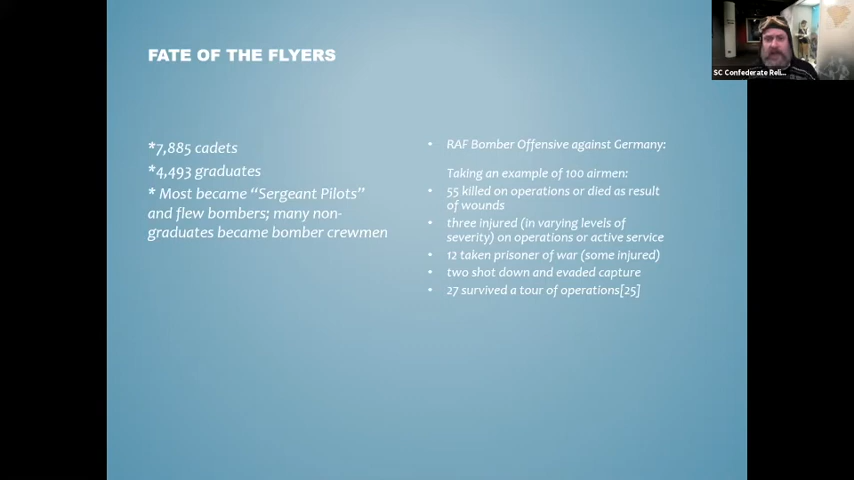 FATE OF THE FLYERS
*7,885 cadets
*4,493 graduates
* Most became “Sergeant Pilots”
and flew bombers; many non-
graduates became bomber crewmen
• RAF Bomber Offensive against Germany:
Taking an example of 100 airmen:
• 55 killed on operations or died as result
of wounds
• three injured (in varying levels of
severity) on operations or active service
• 12 taken prisoner of war (some injured)
• two shot down and evaded capture
• 27 survived a tour of operations[25]
SC Confederate Reli...